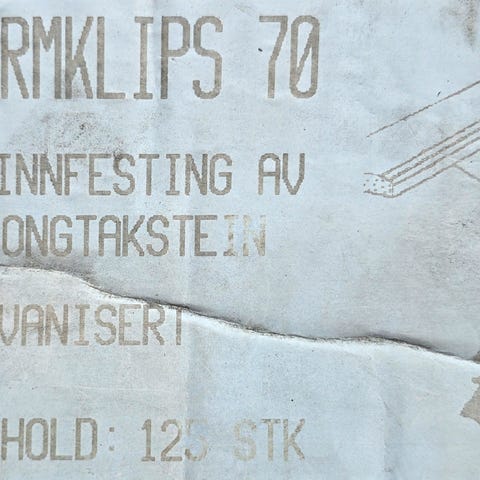 RMKLIPS 70
INNFESTING AV
ONGTAKSTEIN
VANISERT
HOLD: 125 STK